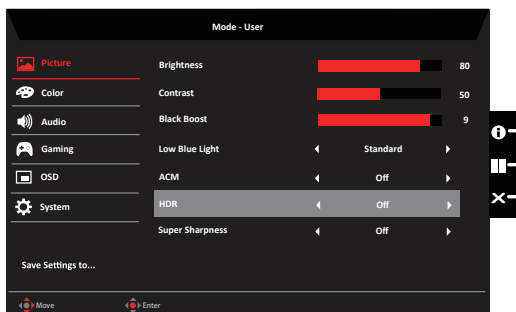 Mode - User
Picture
Brightness 80
Color
Contrast 50
Audio
Black Boost 9
Gaming
Low Blue Light Standard
OSD
ACM Off
System
HDR Off
Super Sharpness Off
Save Settings to...
Move Enter